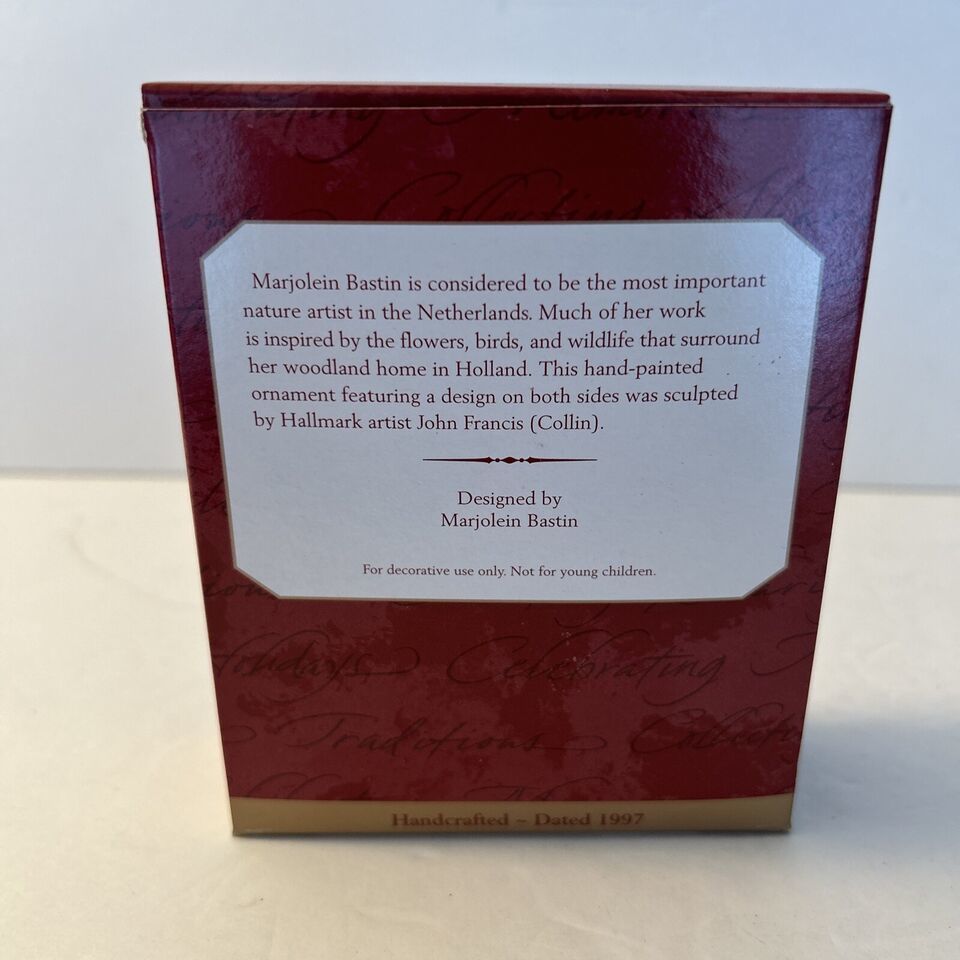 Collecting
Marjolein Bastin is considered to be the most important
nature artist in the Netherlands. Much of her work
is inspired by the flowers, birds, and wildlife that surround
her woodland home in Holland. This hand-painted
ornament featuring a design on both sides was sculpted
by Hallmark artist John Francis (Collin).
Designed by
Marjolein Bastin
For decorative use only. Not for young children.
Holidays Celebrating
Traditions Collecti
Handcrafted ~ Dated 1997